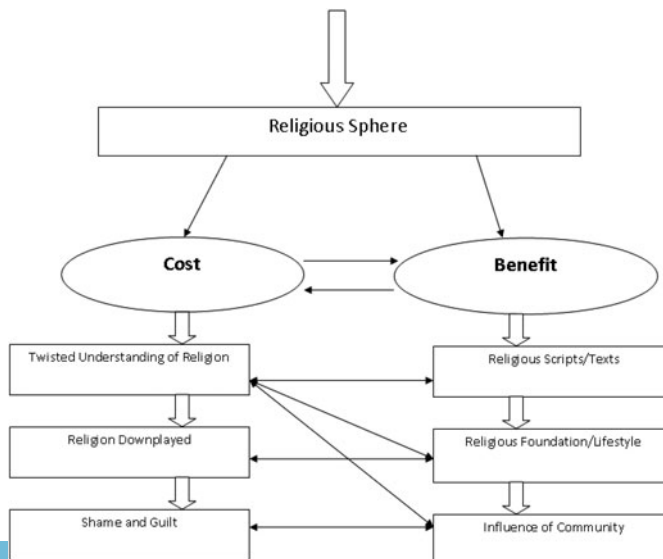 Religious Sphere
Cost
Benefit
Twisted Understanding of Religion
Religious Scripts/Texts
Religion Downplayed
Religious Foundation/Lifestyle
Shame and Guilt
Influence of Community